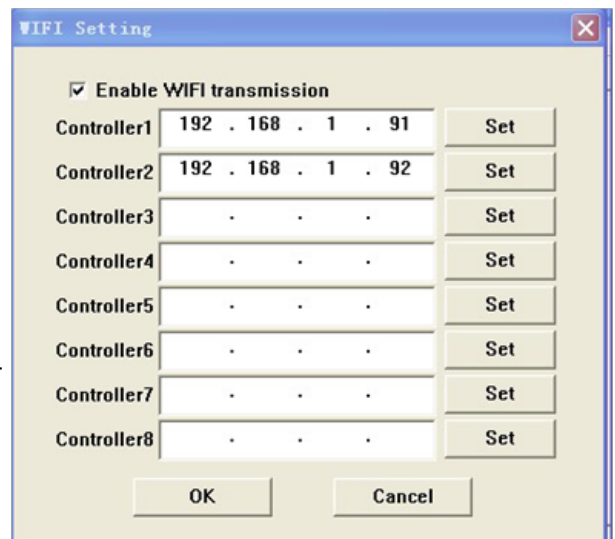 WIFI Setting
Enable WIFI transmission
Controller1 192 . 168 . 1 . 91 Set
Controller2 192 . 168 . 1 . 92 Set
Controller3 . . . Set
Controller4 . . . Set
Controller5 . . . Set
Controller6 . . . Set
Controller7 . . . Set
Controller8 . . . Set
OK Cancel